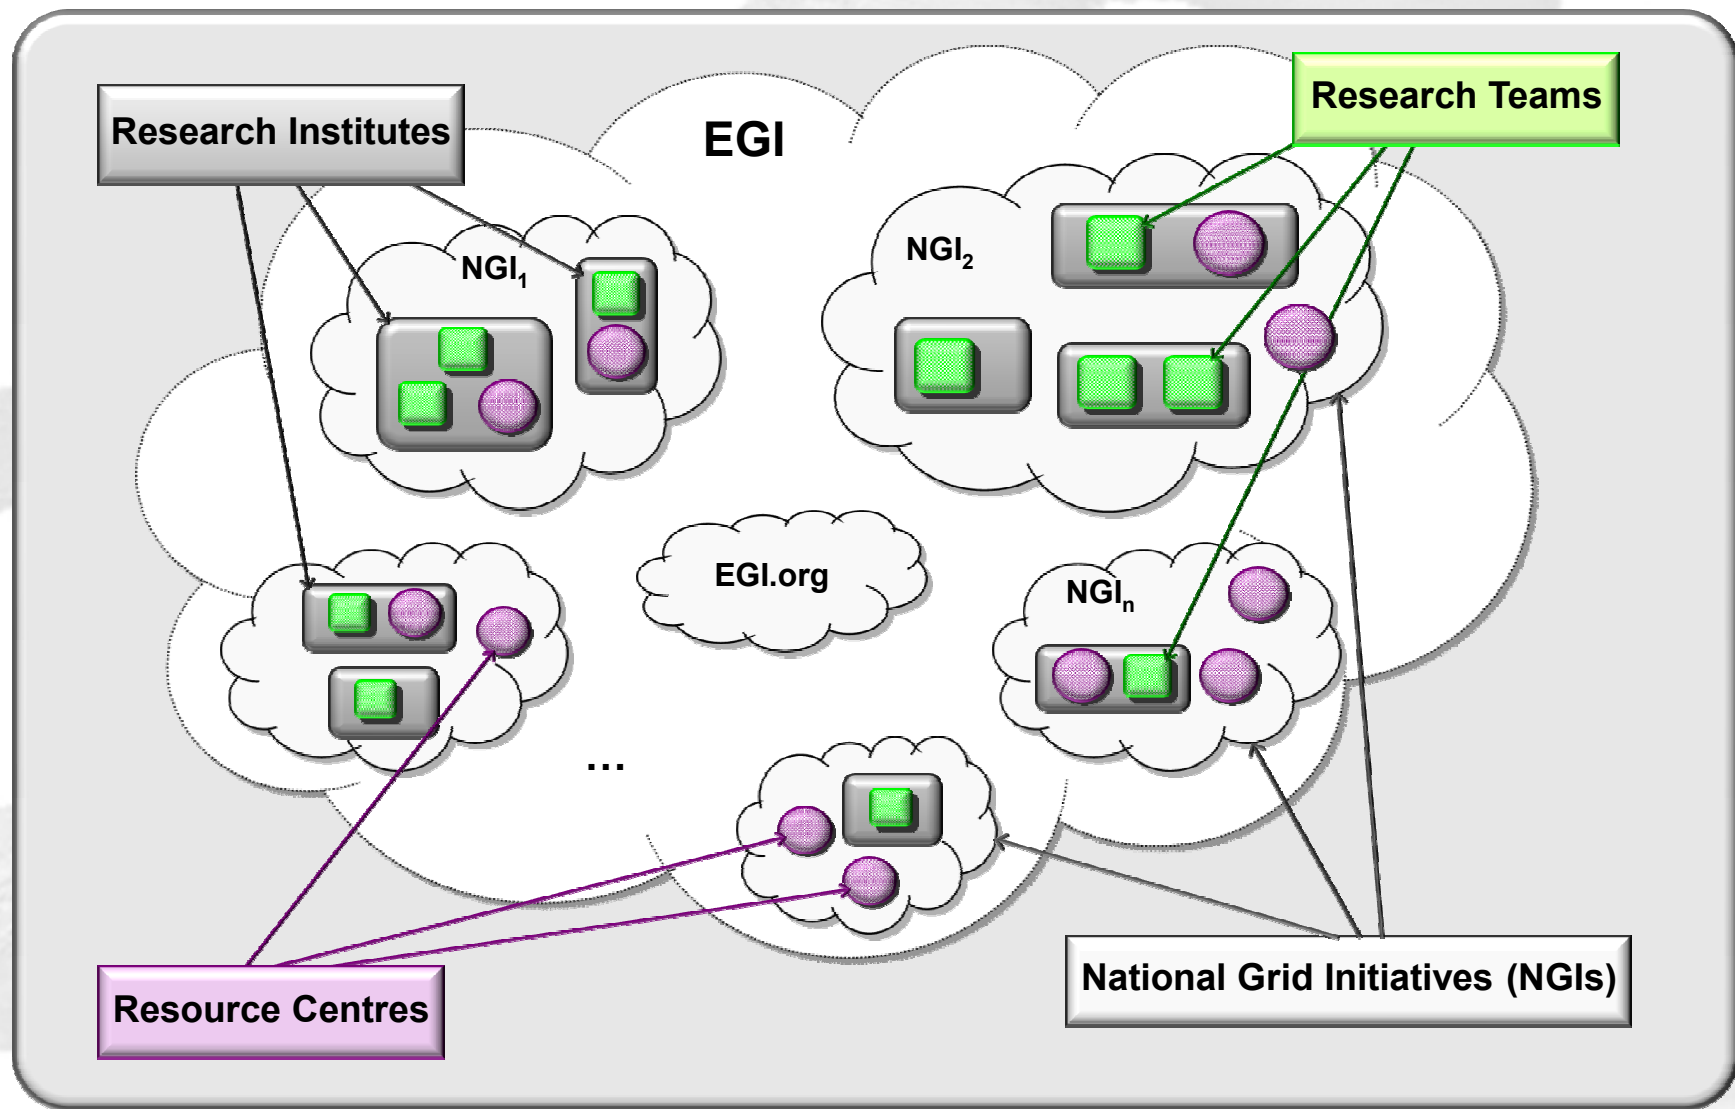 EGI
Research Institutes
Research Teams
NGI₁
NGI₂
EGI.org
NGIₙ
...
Resource Centres
National Grid Initiatives (NGIs)